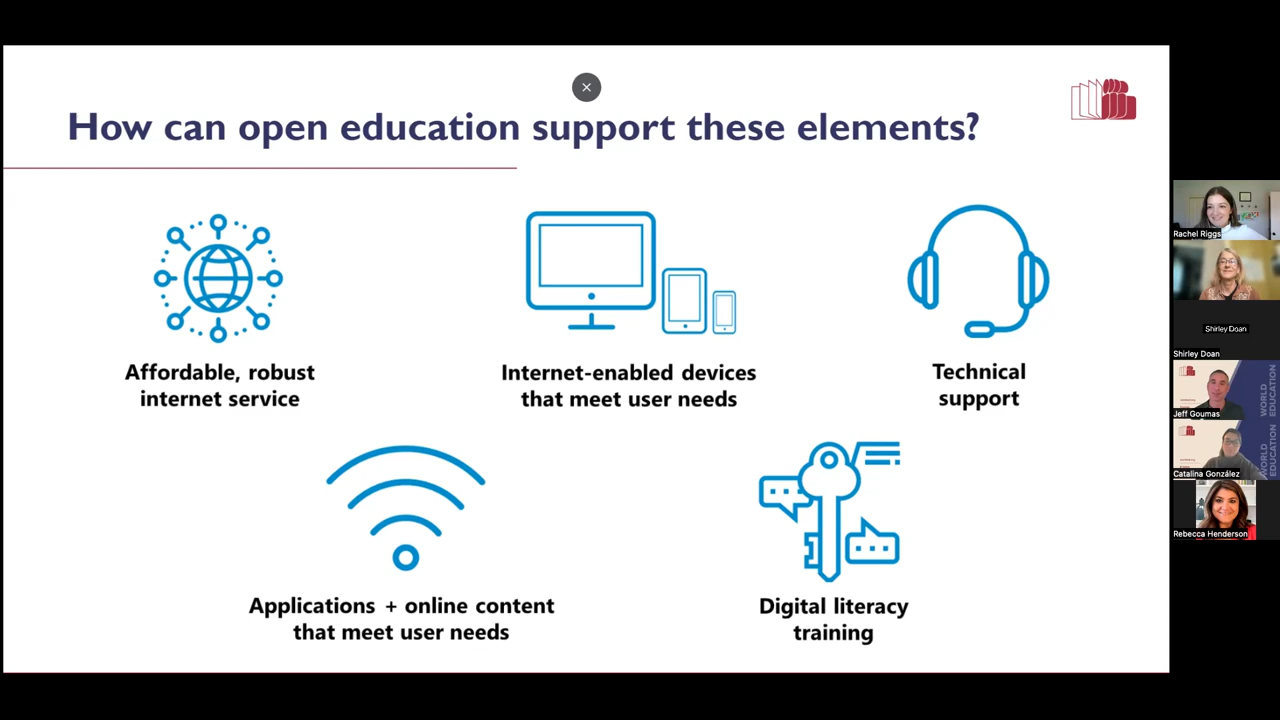 How can open education support these elements?
Affordable, robust
internet service
Internet-enabled devices
that meet user needs
Technical
support
Applications + online content
that meet user needs
Digital literacy
training
Rachel Riggs
Shirley Doan
Shirley Doan
WORLD
EDUCATION
Jeff Goumas
WORLD
EDUCATION
Catalina González
Rebecca Henderson